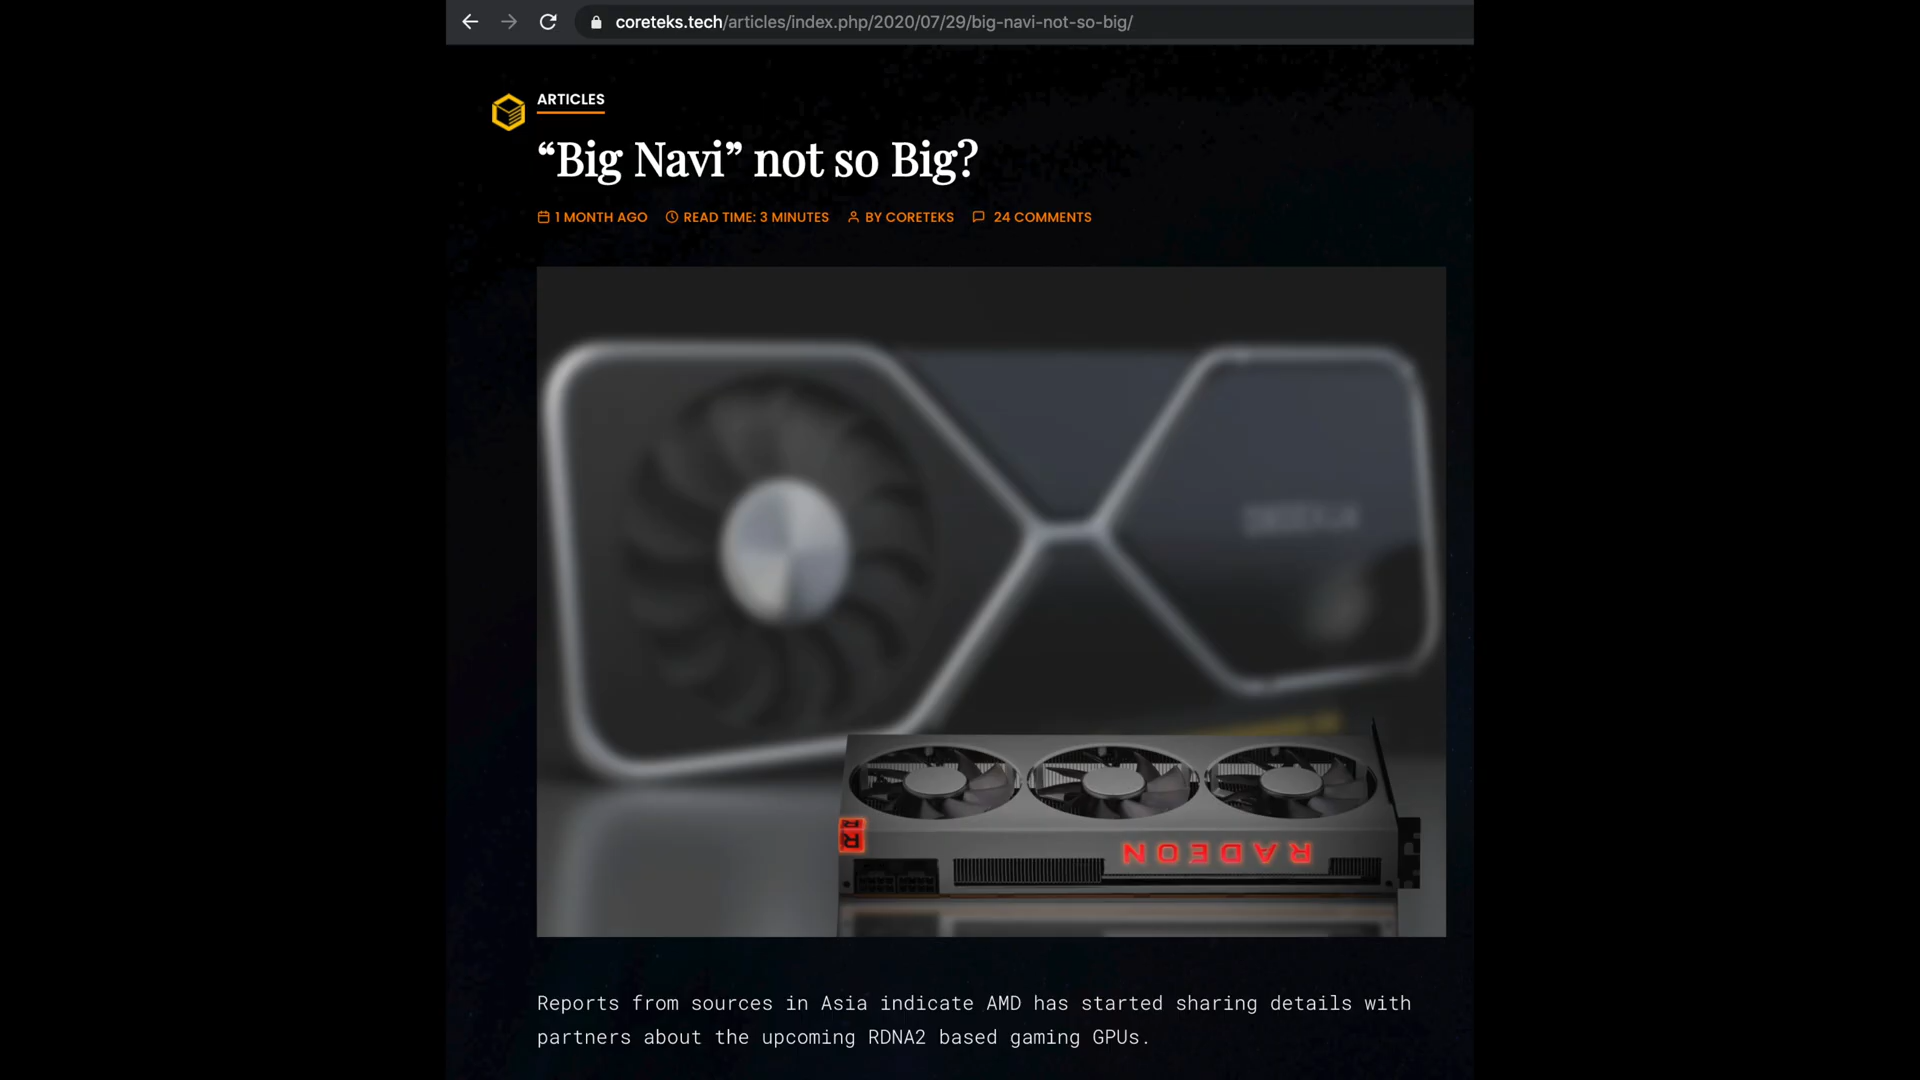 coreteks.tech/articles/index.php/2020/07/29/big-navi-not-so-big/
ARTICLES
“Big Navi” not so Big?
1 MONTH AGO READ TIME: 3 MINUTES BY CORETEKS 24 COMMENTS
R
R
RADEON
Reports from sources in Asia indicate AMD has started sharing details with
partners about the upcoming RDNA2 based gaming GPUs.